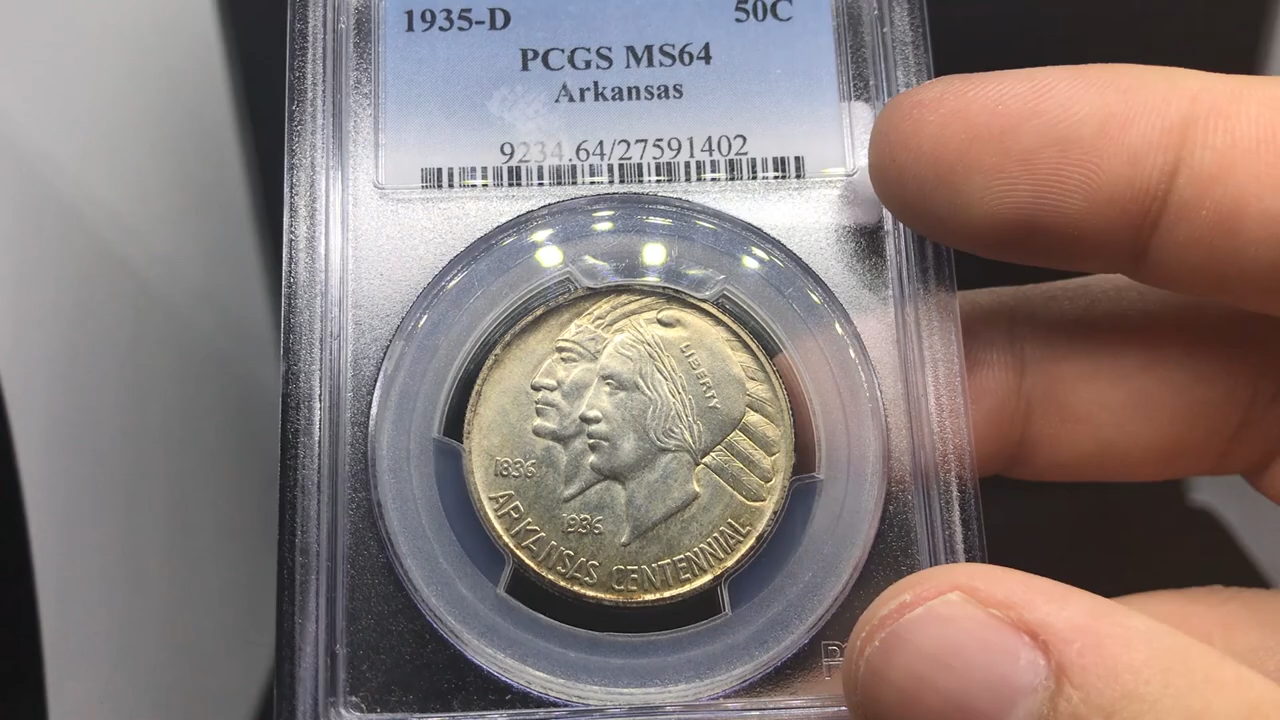 1935-D 50C
PCGS MS64
Arkansas
9234.64/27591402
LIBERTY
1836
1936
ARKANSAS CENTENNIAL